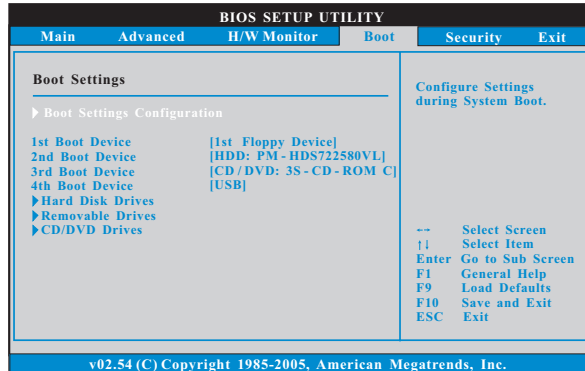 BIOS SETUP UTILITY
Main Advanced H/W Monitor Boot Security Exit
Boot Settings
Boot Settings Configuration
1st Boot Device [1st Floppy Device]
2nd Boot Device [HDD: PM - HDS722580VL]
3rd Boot Device [CD / DVD: 3S - CD - ROM C]
4th Boot Device [USB]
Hard Disk Drives
Removable Drives
CD/DVD Drives
Configure Settings
during System Boot.
←→ Select Screen
↑↓ Select Item
Enter Go to Sub Screen
F1 General Help
F9 Load Defaults
F10 Save and Exit
ESC Exit
v02.54 (C) Copyright 1985-2005, American Megatrends, Inc.